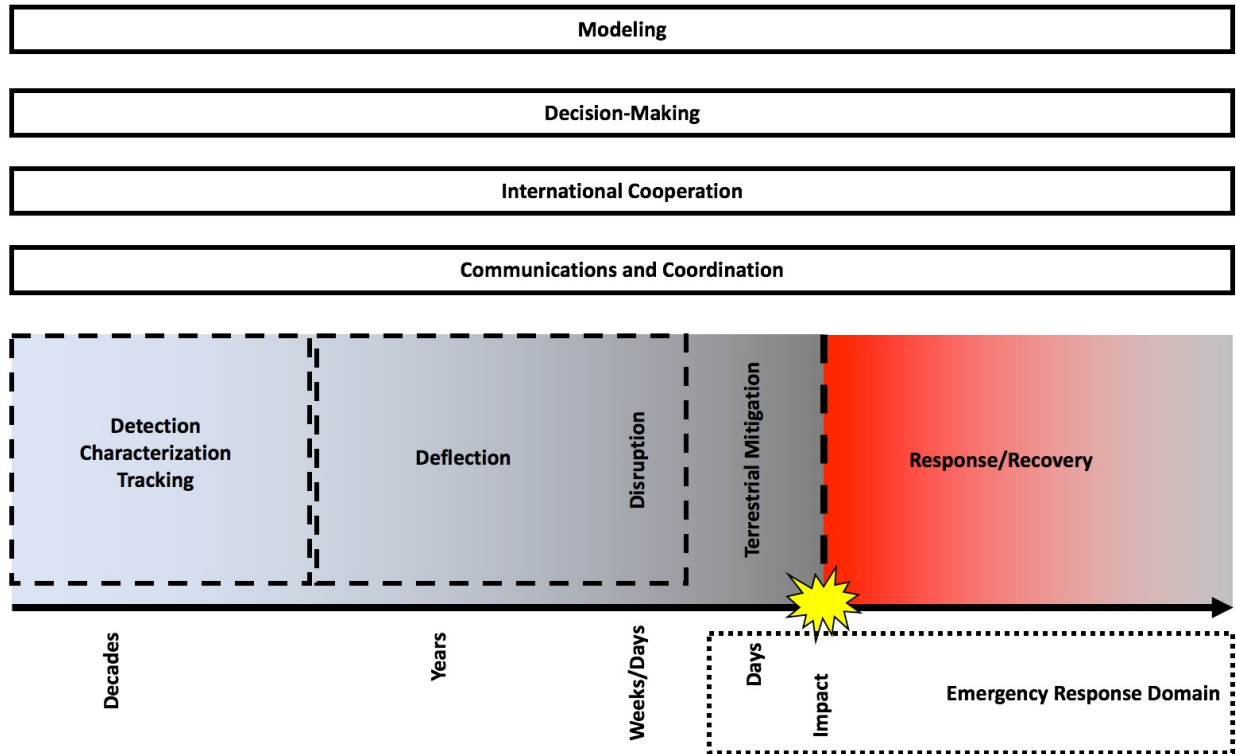 Modeling
Decision-Making
International Cooperation
Communications and Coordination
Detection
Characterization
Tracking
Deflection
Disruption
Terrestrial Mitigation
Response/Recovery
Decades
Years
Weeks/Days
Days
Impact
Emergency Response Domain